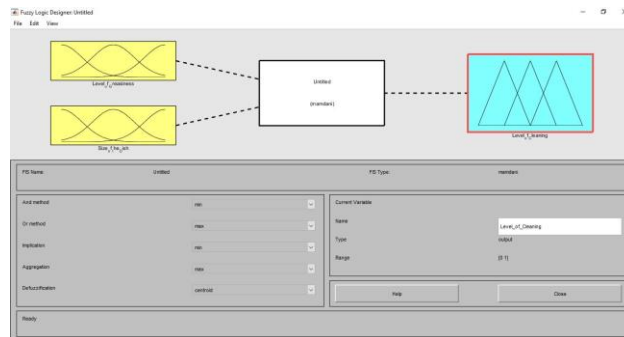 Fuzzy Logic Designer: Untitled
File Edit View
Untitled
(mamdani)
FIS Name: Untitled FIS Type: mamdani
And method min
Or method max
Implication min
Aggregation max
Defuzzification centroid
Current Variable
Name Level_of_Cleaning
Type output
Range [0 1]
Help Close
Ready